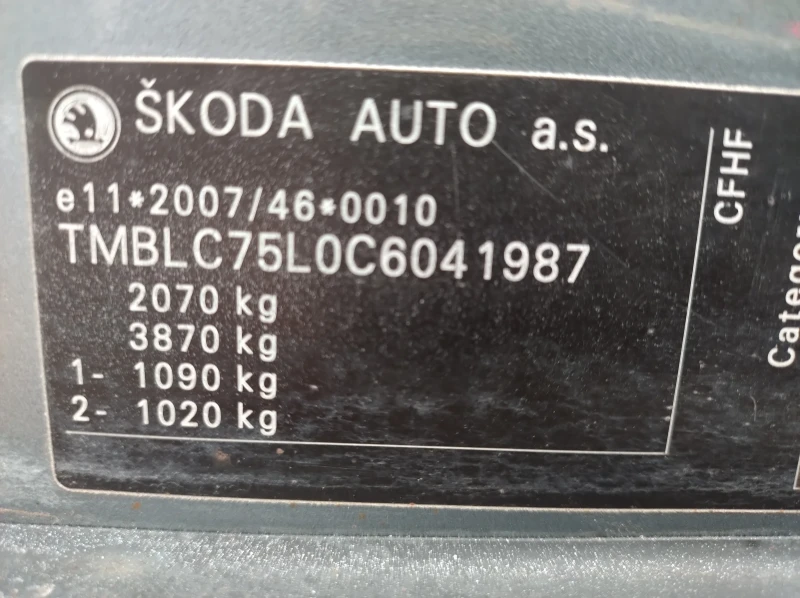 ŠKODA AUTO a.s.
e11*2007/46*0010
TMBLC75L0C6041987
2070 kg
3870 kg
1- 1090 kg
2- 1020 kg
CFHF